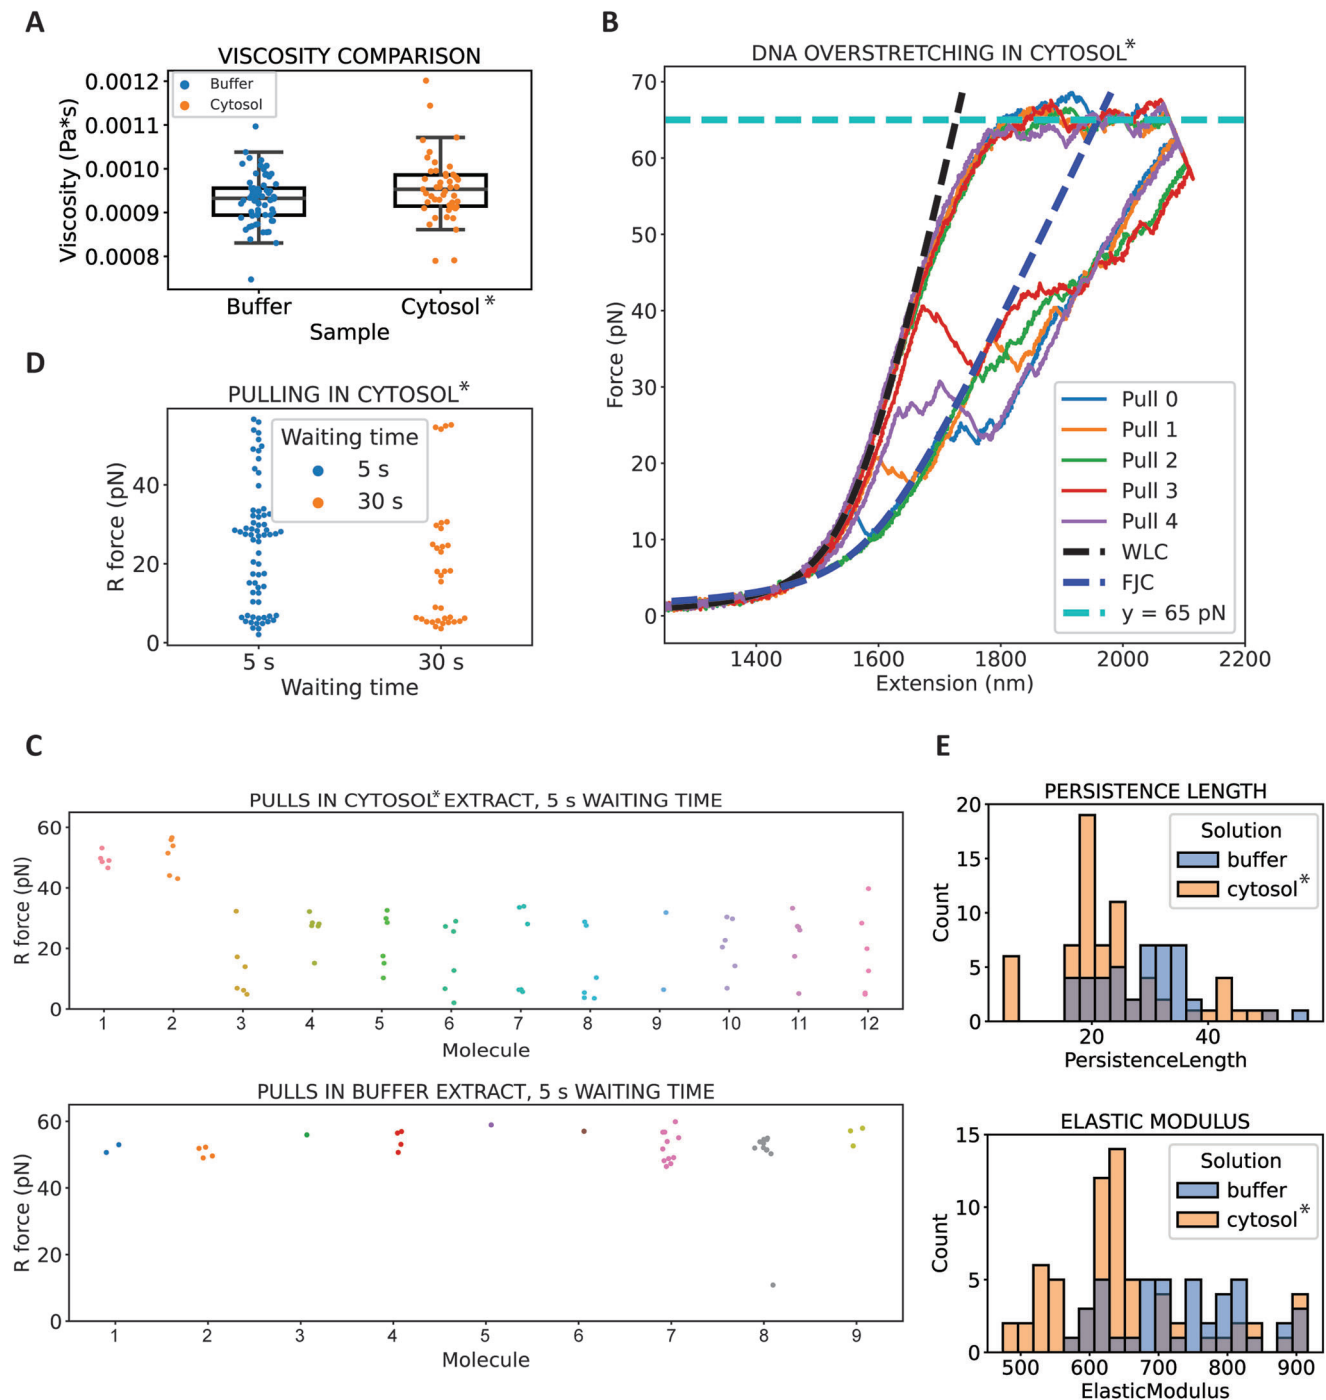 A
VISCOSITY COMPARISON
Buffer
Cytosol
0.0012
0.0011
0.0010
0.0009
0.0008
Viscosity (Pa*s)
Buffer
Cytosol *
Sample
B
DNA OVERSTRETCHING IN CYTOSOL*
70
60
50
40
30
20
10
0
Force (pN)
Pull 0
Pull 1
Pull 2
Pull 3
Pull 4
WLC
FJC
y = 65 pN
1400
1600
1800
2000
2200
Extension (nm)
D
PULLING IN CYTOSOL*
Waiting time
5 s
30 s
40
20
0
R force (pN)
5 s
30 s
Waiting time
C
PULLS IN CYTOSOL* EXTRACT, 5 s WAITING TIME
60
40
20
0
R force (pN)
1 2 3 4 5 6 7 8 9 10 11 12
Molecule
PULLS IN BUFFER EXTRACT, 5 s WAITING TIME
60
40
20
0
R force (pN)
1 2 3 4 5 6 7 8 9
Molecule
E
PERSISTENCE LENGTH
Solution
buffer
cytosol*
20
15
10
5
0
Count
20
40
PersistenceLength
ELASTIC MODULUS
Solution
buffer
cytosol*
15
10
5
0
Count
500
600
700
800
900
ElasticModulus